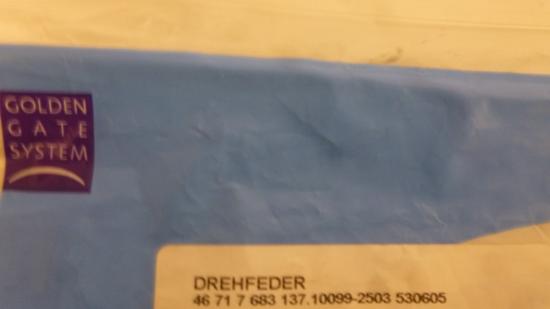 GOLDEN
GATE
SYSTEM
DREHFEDER
46 71 7 683 137.10099-2503 530605